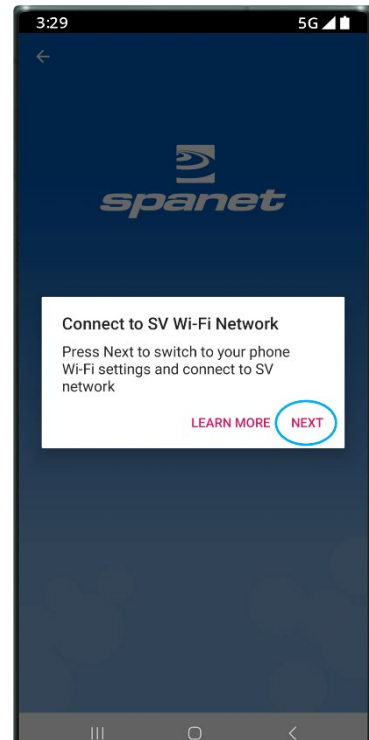 3:29 5G
spanet
Connect to SV Wi-Fi Network
Press Next to switch to your phone
Wi-Fi settings and connect to SV
network
LEARN MORE NEXT